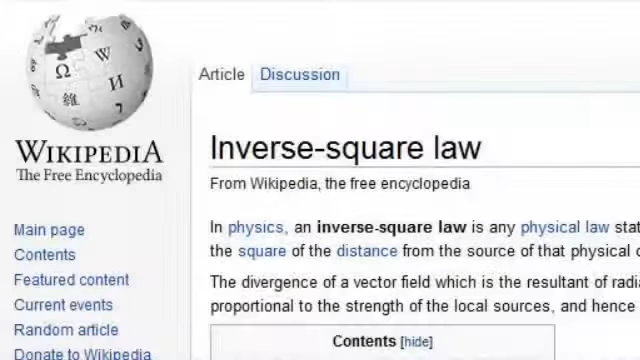 Ω W И 維
WIKIPEDIA
The Free Encyclopedia
Main page
Contents
Featured content
Current events
Random article
Donate to Wikipedia
Article Discussion
Inverse-square law
From Wikipedia, the free encyclopedia
In physics, an inverse-square law is any physical law
the square of the distance from the source of that physical
The divergence of a vector field which is the resultant of
proportional to the strength of the local sources, and hence
Contents [hide]